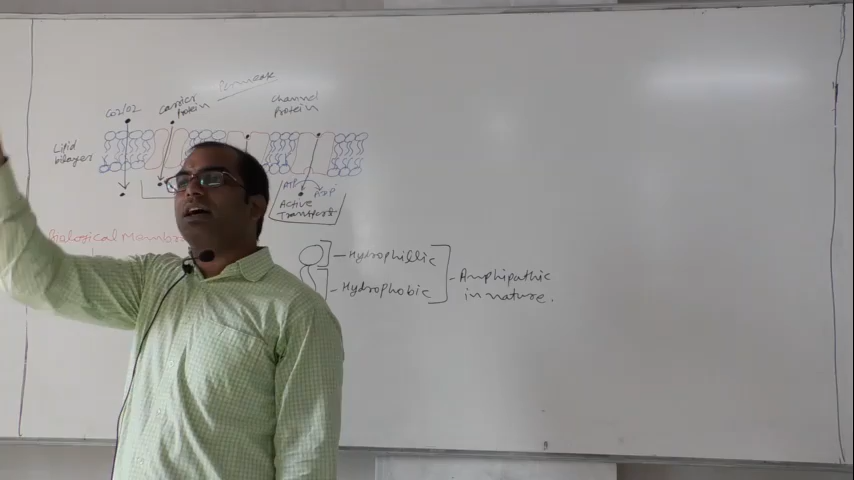 Permease
CO2/O2
Carrier
Protein
Channel
Protein
Lipid
bilayer
ATP
ADP
Active
Transport
Biological Membra
Hydrophillic
Hydrophobic
Amphipathic
in nature.